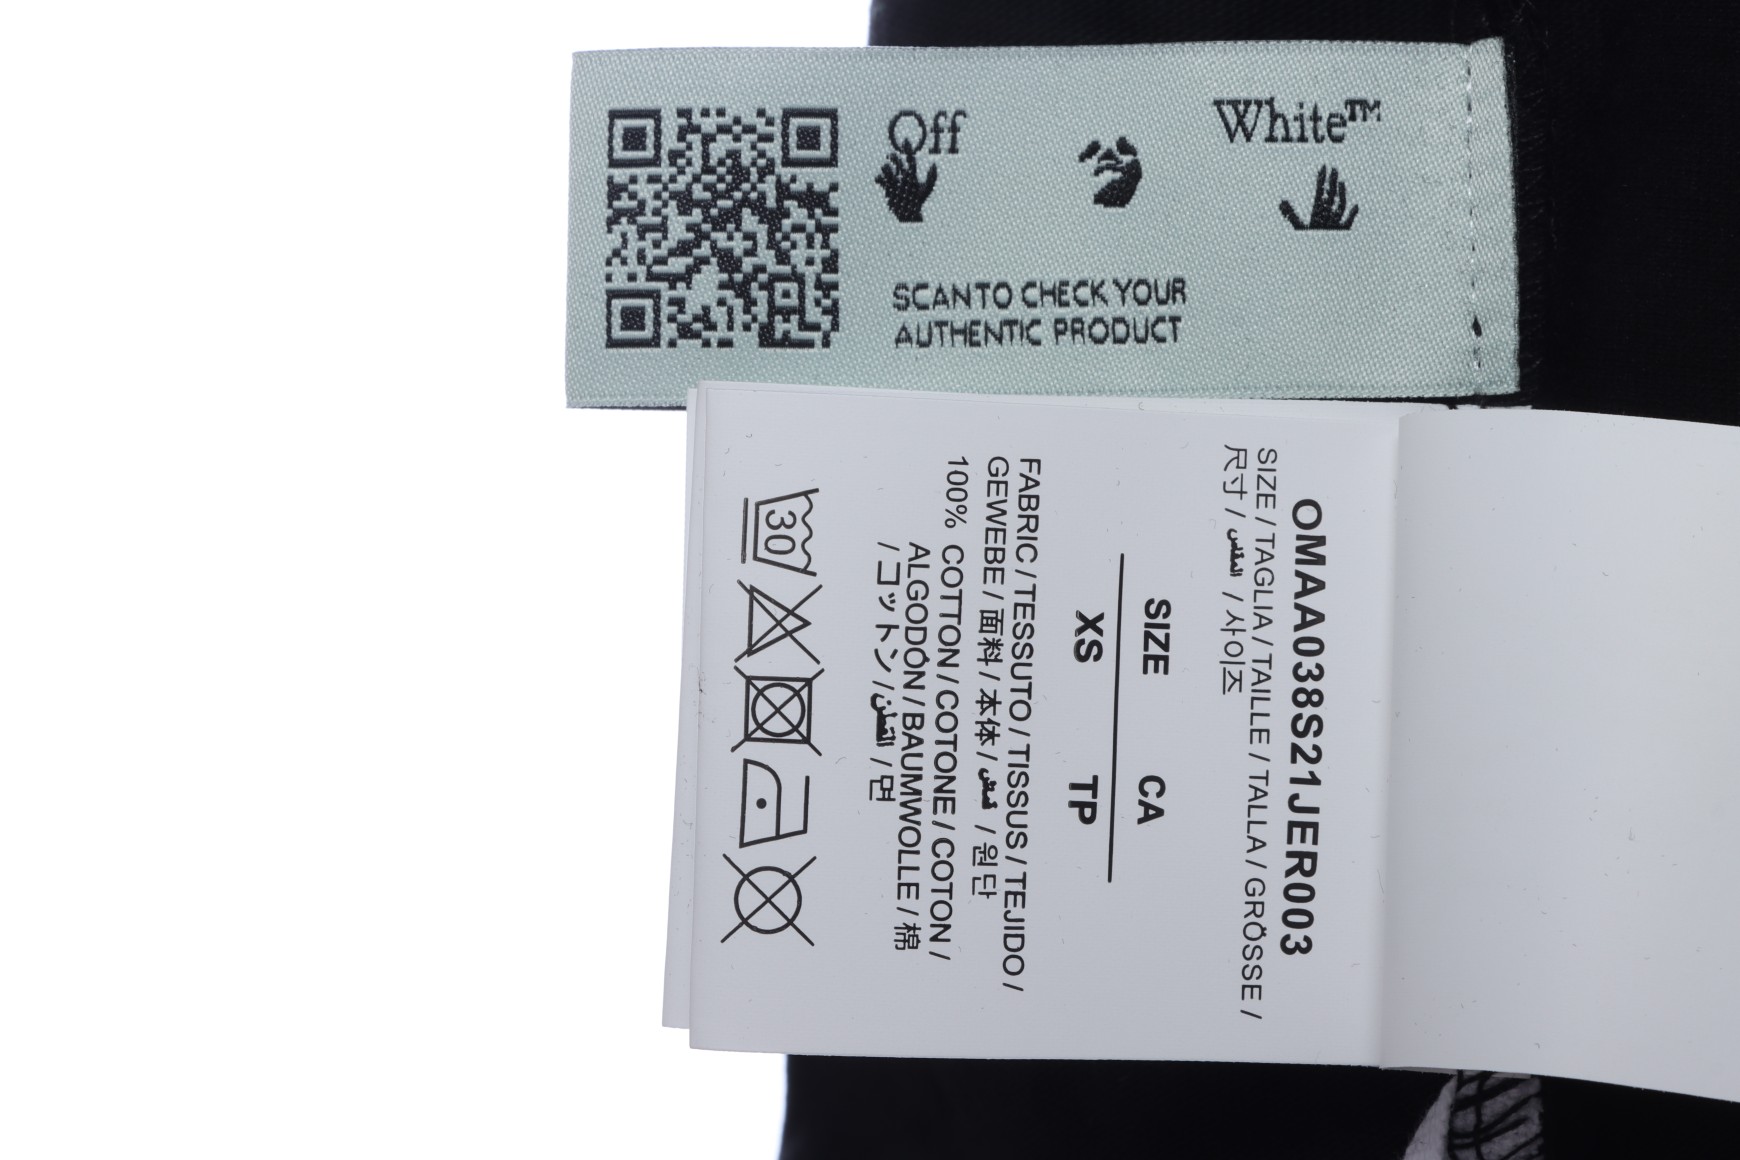 Off White™
SCAN TO CHECK YOUR
AUTHENTIC PRODUCT
OMAA038S21JER003
SIZE / TAGLIA / TAILLE / TALLA / GRÖSSE /
尺寸 / المقاس / 사이즈
SIZE CA
XS TP
FABRIC / TESSUTO / TISSUS / TEJIDO /
GEWEBE / 面料 / 本体 / قماش / 원단
100% COTTON / COTONE / COTON /
ALGODÓN / BAUMWOLLE / 棉
/ コットン / القطن / 면
30